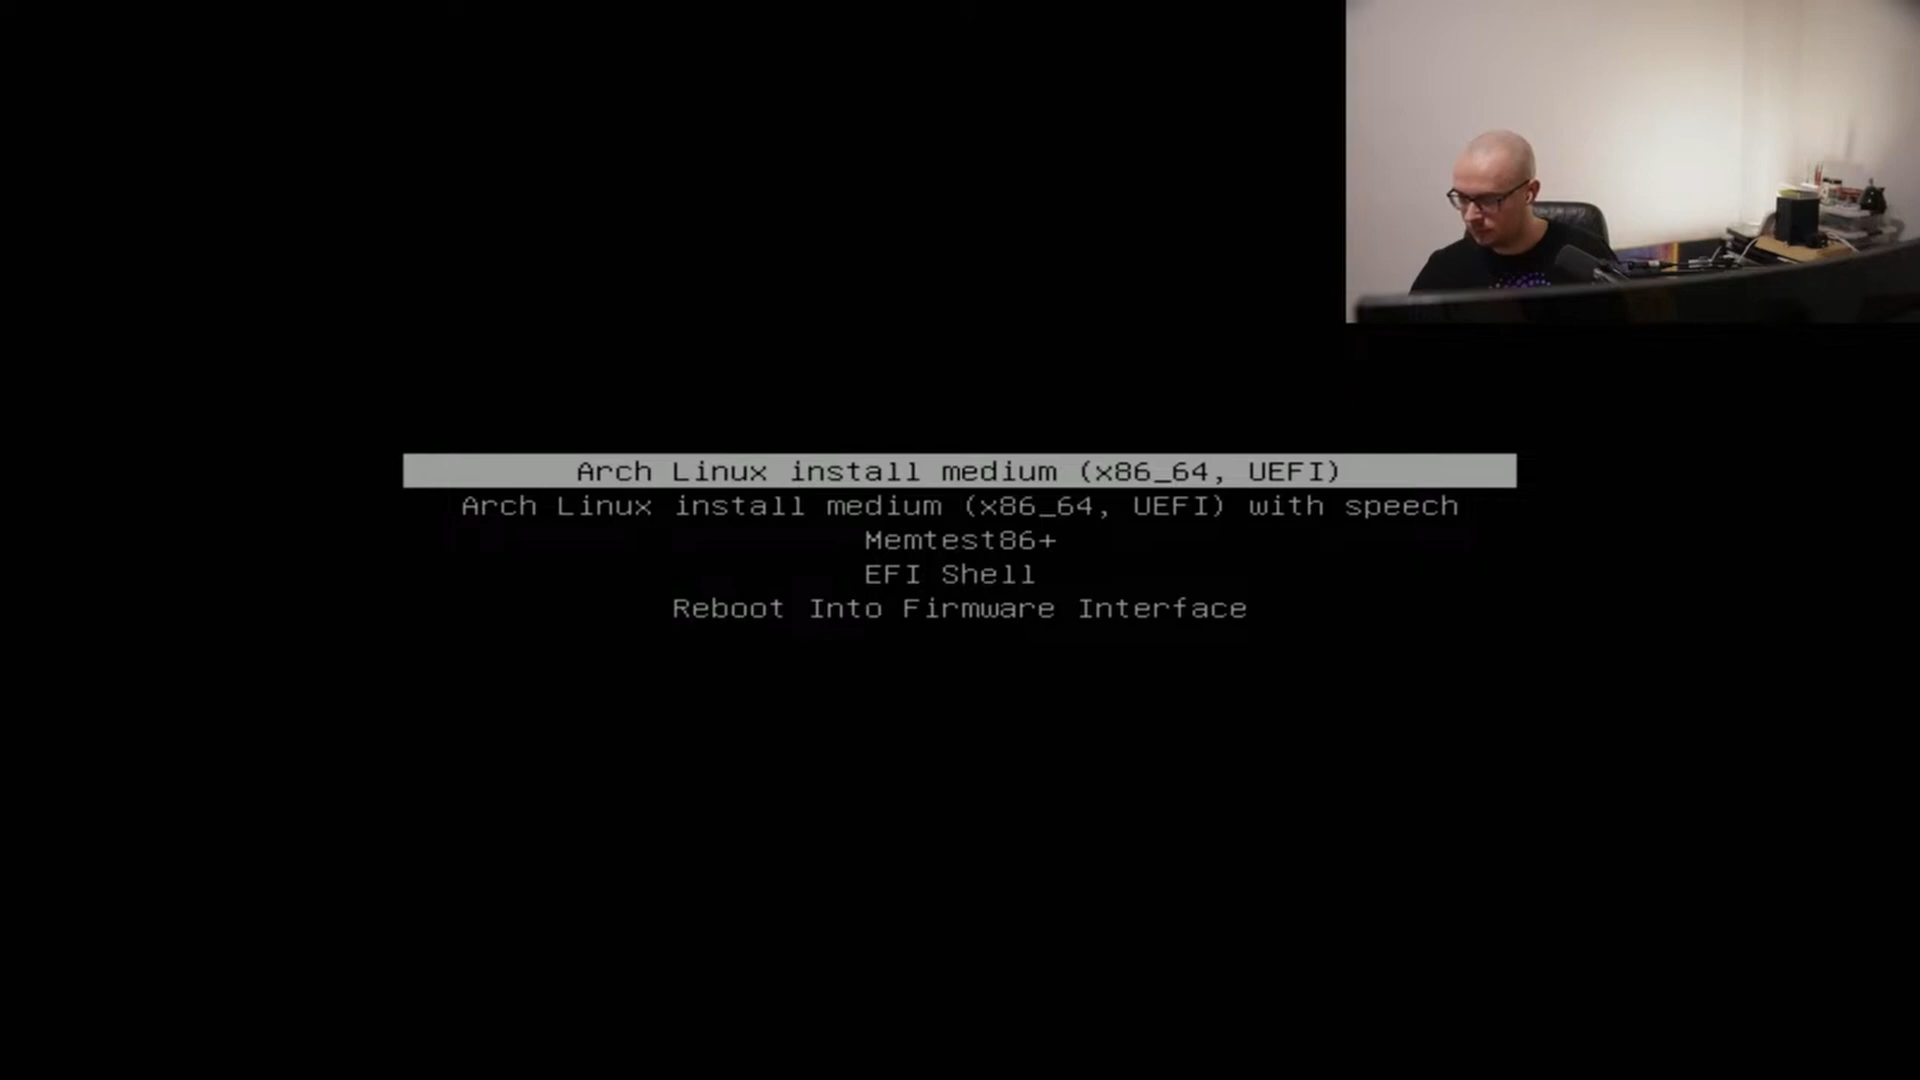 Arch Linux install medium (x86_64, UEFI)
Arch Linux install medium (x86_64, UEFI) with speech
Memtest86+
EFI Shell
Reboot Into Firmware Interface